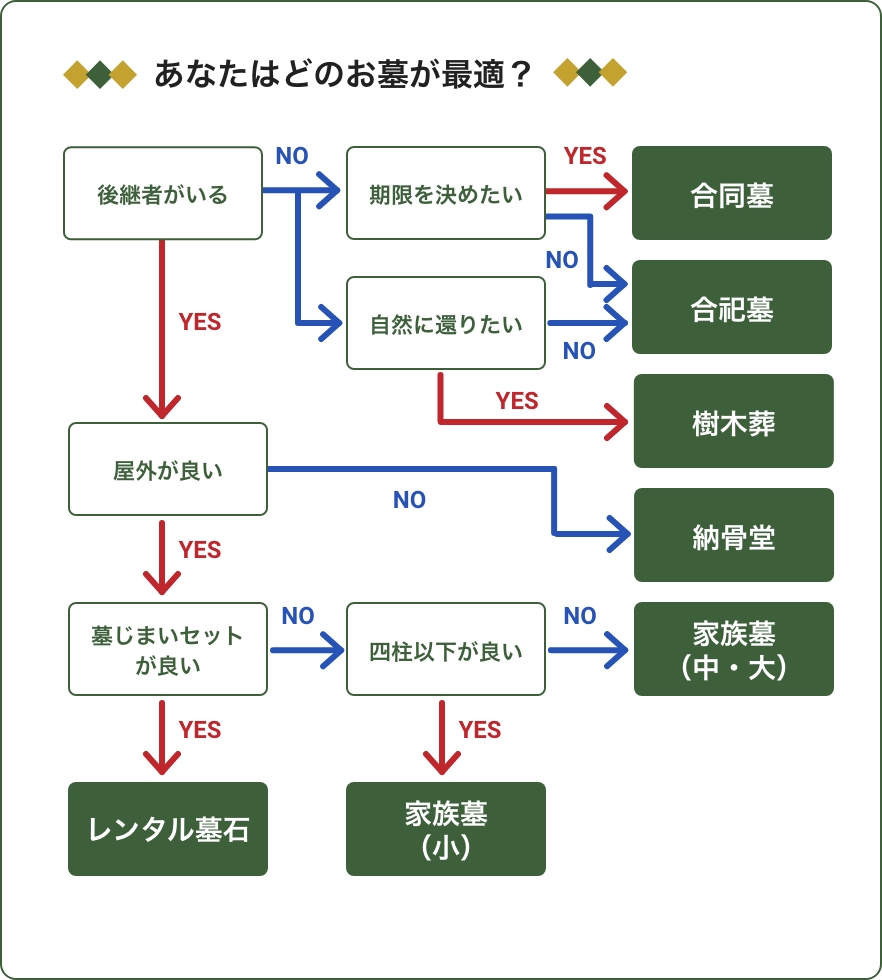 あなたはどのお墓が最適？
後継者がいる
NO
期限を決めたい
YES
合同墓
NO
合祀墓
YES
自然に還りたい
NO
YES
樹木葬
屋外が良い
NO
納骨堂
YES
墓じまいセット
が良い
NO
四柱以下が良い
NO
家族墓
（中・大）
YES
YES
レンタル墓石
家族墓
（小）